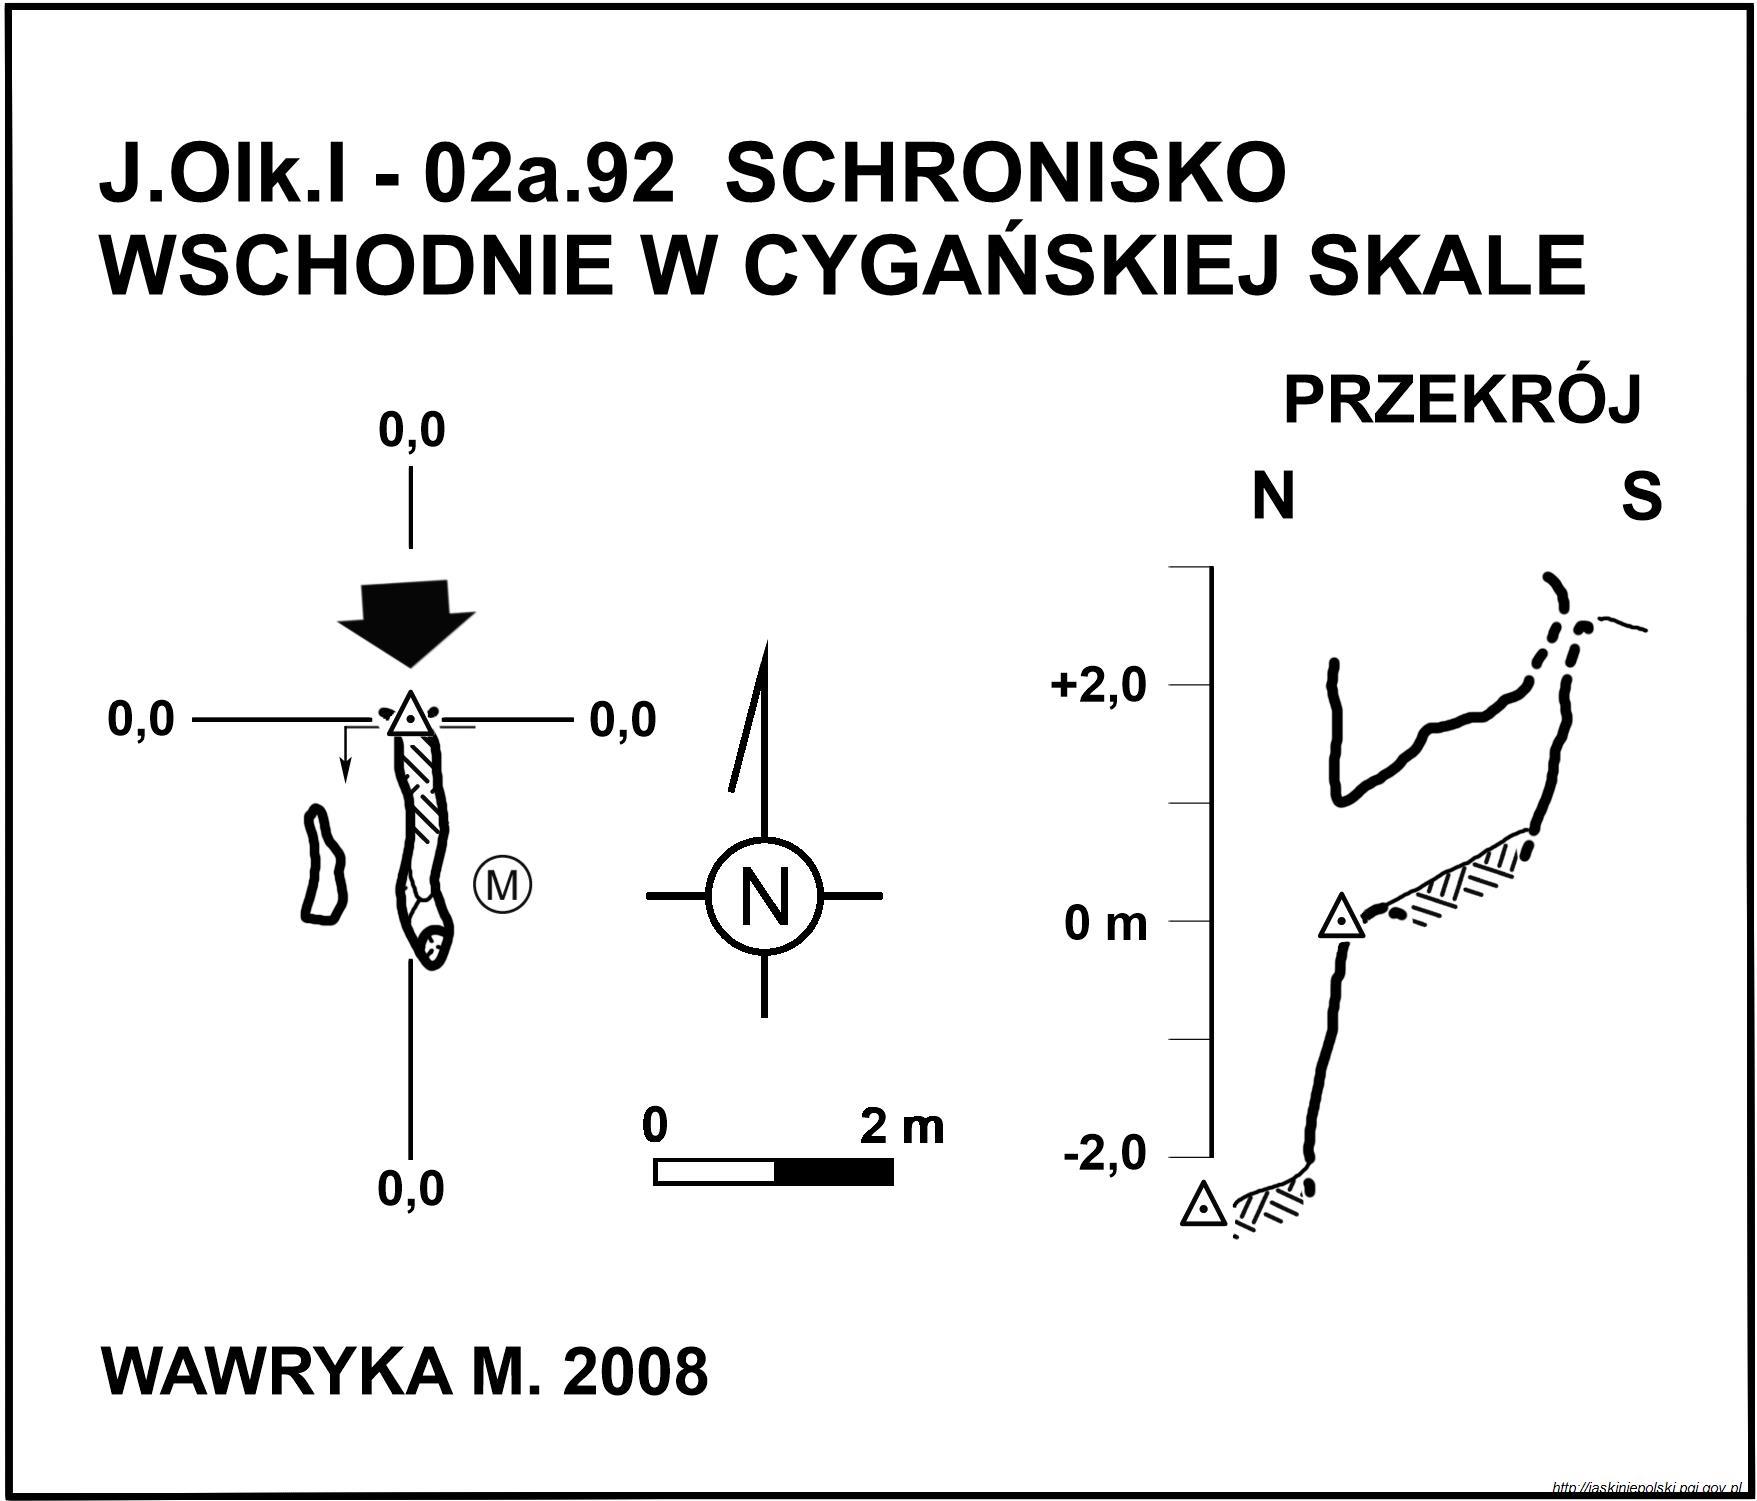 J.Olk.I - 02a.92 SCHRONISKO
WSCHODNIE W CYGAŃSKIEJ SKALE
PRZEKRÓJ
N S
0,0
0,0 0,0
M
0,0
N
0 2 m
+2,0
0 m
-2,0
WAWRYKA M. 2008
http://jaskiniepolski.pgi.gov.pl